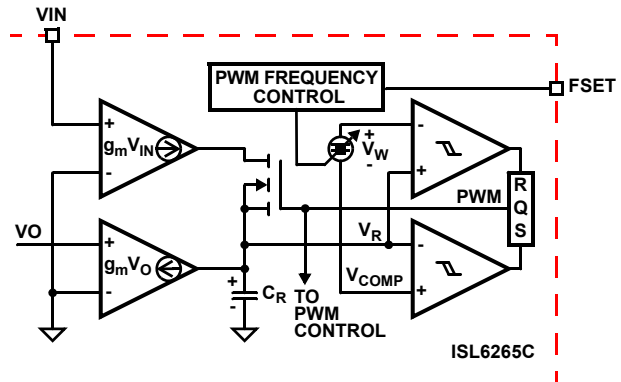 VIN
PWM FREQUENCY
CONTROL
FSET
+
gmVIN
-
+
VW
-
-
+
PWM
R
Q
S
VO
+
gmVO
-
VR
-
VCOMP
+
+
CR
-
TO
PWM
CONTROL
ISL6265C